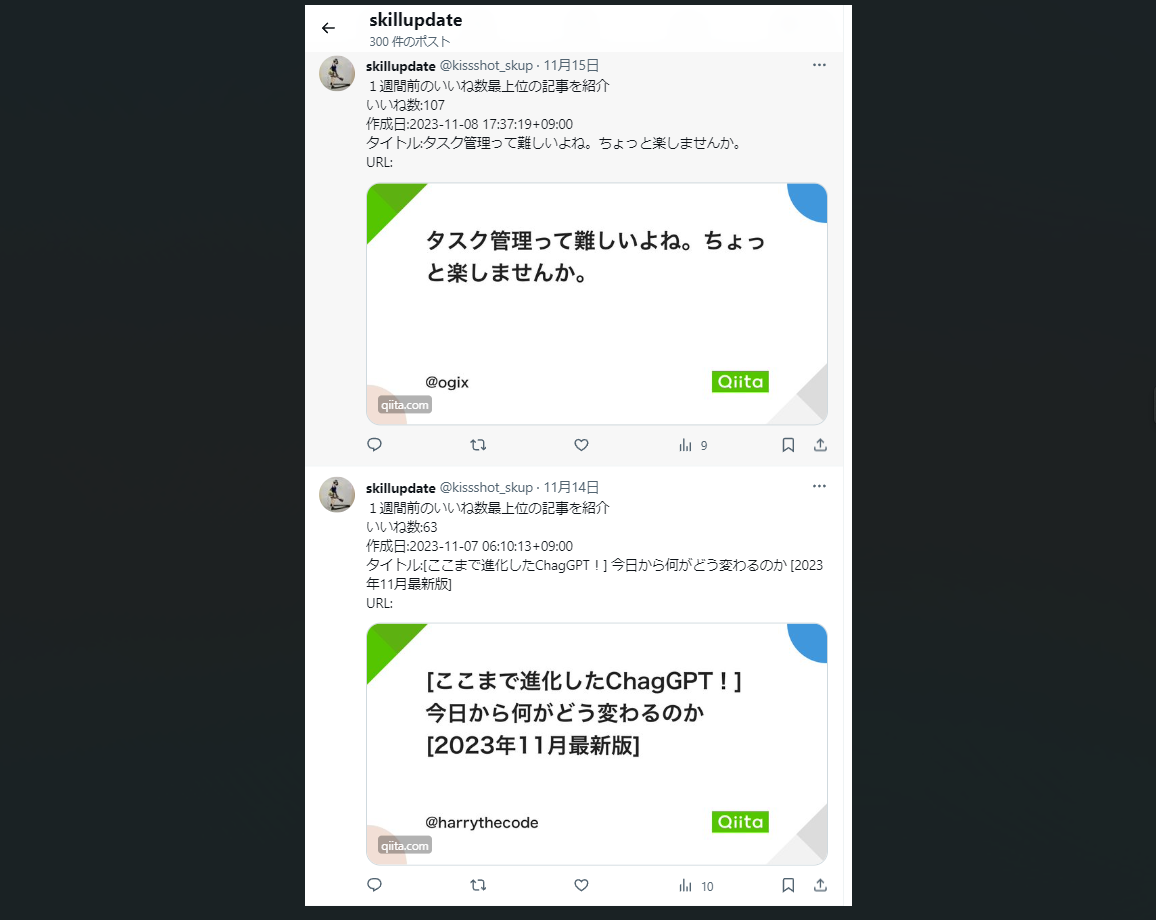 skillupdate
300 件のポスト
skillupdate @kissshot_skup · 11月15日
１週間前のいいね数最上位の記事を紹介
いいね数:107
作成日:2023-11-08 17:37:19+09:00
タイトル:タスク管理って難しいよね。ちょっと楽しませんか。
URL:
タスク管理って難しいよね。ちょっ
と楽しませんか。
@ogix
Qiita
qiita.com
9
skillupdate @kissshot_skup · 11月14日
１週間前のいいね数最上位の記事を紹介
いいね数:63
作成日:2023-11-07 06:10:13+09:00
タイトル:[ここまで進化したChagGPT！] 今日から何がどう変わるのか [2023
年11月最新版]
URL:
[ここまで進化したChagGPT！]
今日から何がどう変わるのか
[2023年11月最新版]
@harrythecode
Qiita
qiita.com
10